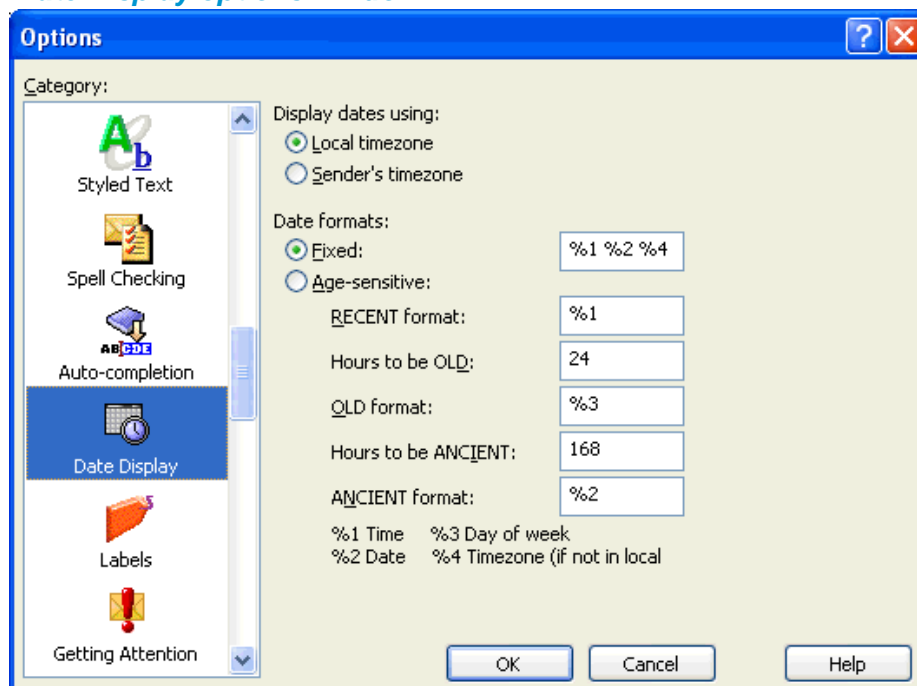 Options
Category:
Styled Text
Spell Checking
Auto-completion
Date Display
Labels
Getting Attention
Display dates using:
Local timezone
Sender's timezone
Date formats:
Fixed: %1 %2 %4
Age-sensitive:
RECENT format: %1
Hours to be OLD: 24
OLD format: %3
Hours to be ANCIENT: 168
ANCIENT format: %2
%1 Time %3 Day of week
%2 Date %4 Timezone (if not in local
OK Cancel Help